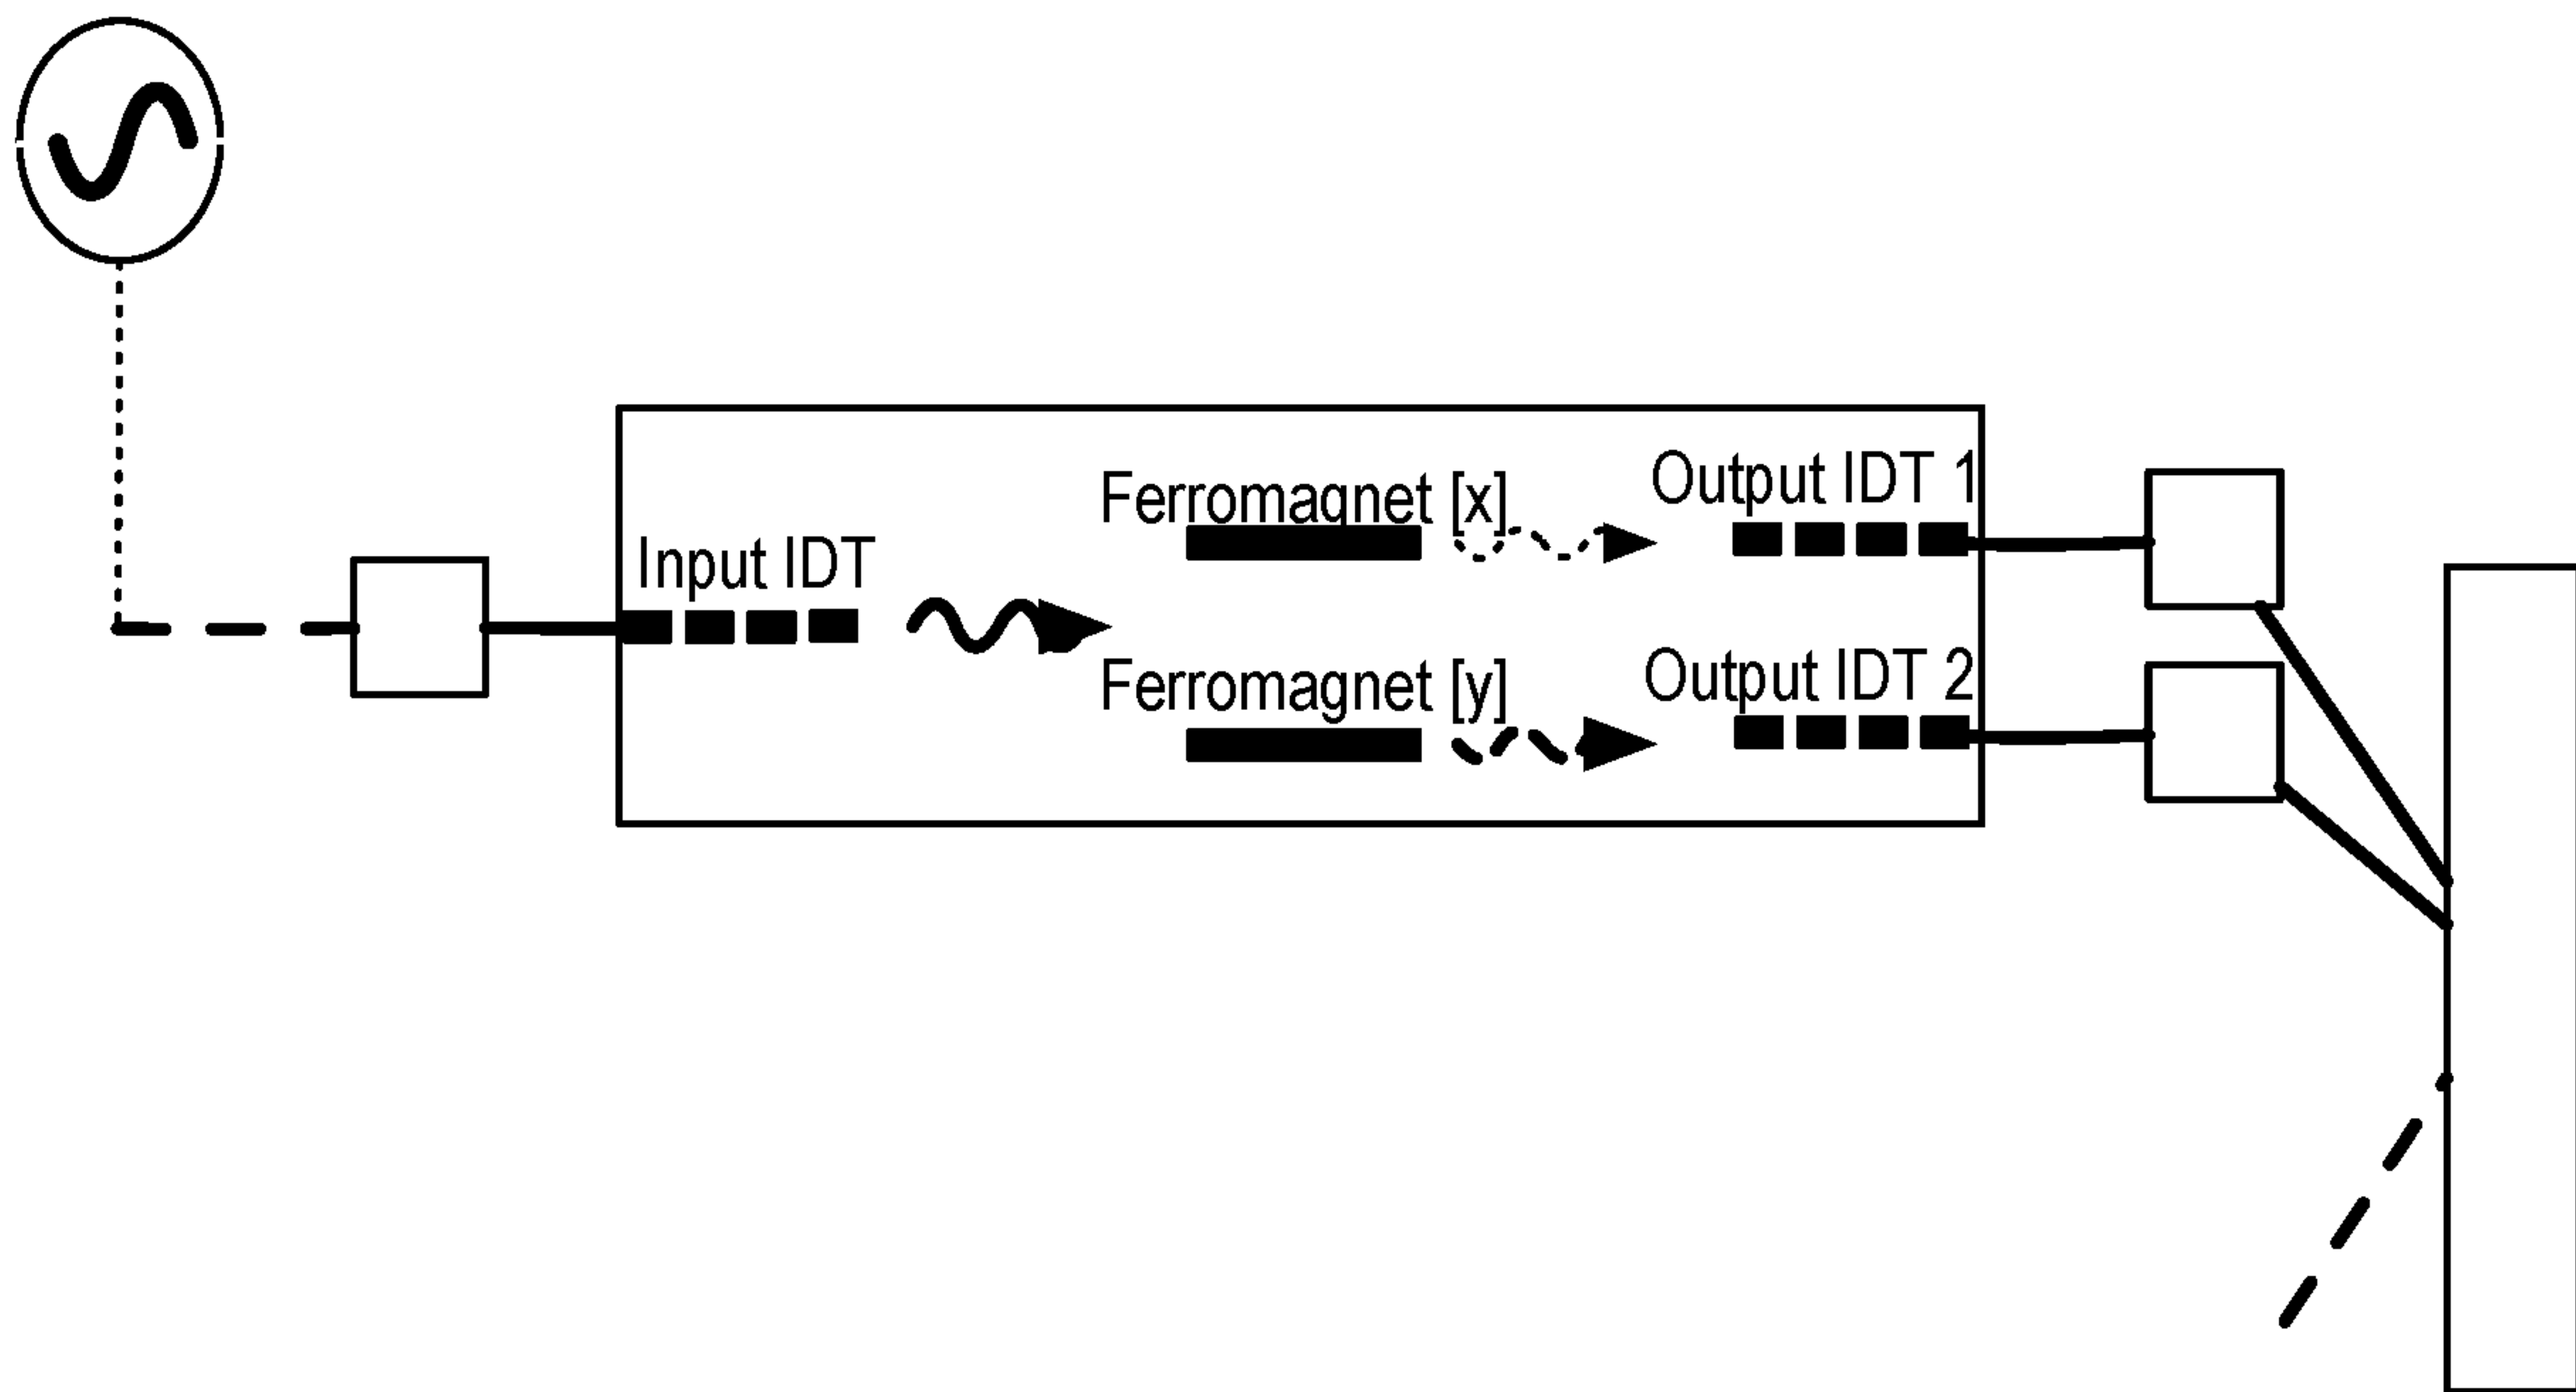 Ferromagnet [x]
Output IDT 1
Input IDT
Ferromagnet [y]
Output IDT 2